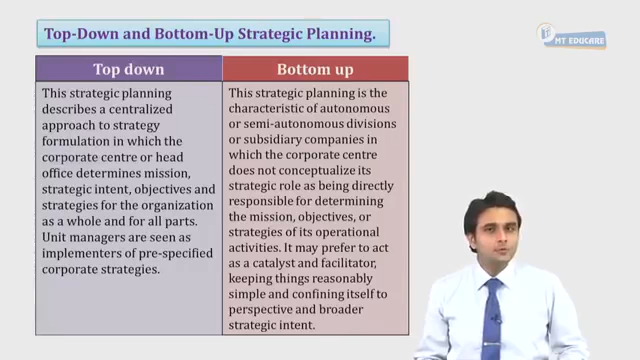 Top-Down and Bottom-Up Strategic Planning.
MT EDUCARE
Top down
This strategic planning
describes a centralized
approach to strategy
formulation in which the
corporate centre or head
office determines mission,
strategic intent, objectives and
strategies for the organization
as a whole and for all parts.
Unit managers are seen as
implementers of pre-specified
corporate strategies.
Bottom up
This strategic planning is the
characteristic of autonomous
or semi-autonomous divisions
or subsidiary companies in
which the corporate centre
does not conceptualize its
strategic role as being directly
responsible for determining
the mission, objectives, or
strategies of its operational
activities. It may prefer to act
as a catalyst and facilitator,
keeping things reasonably
simple and confining itself to
perspective and broader
strategic intent.